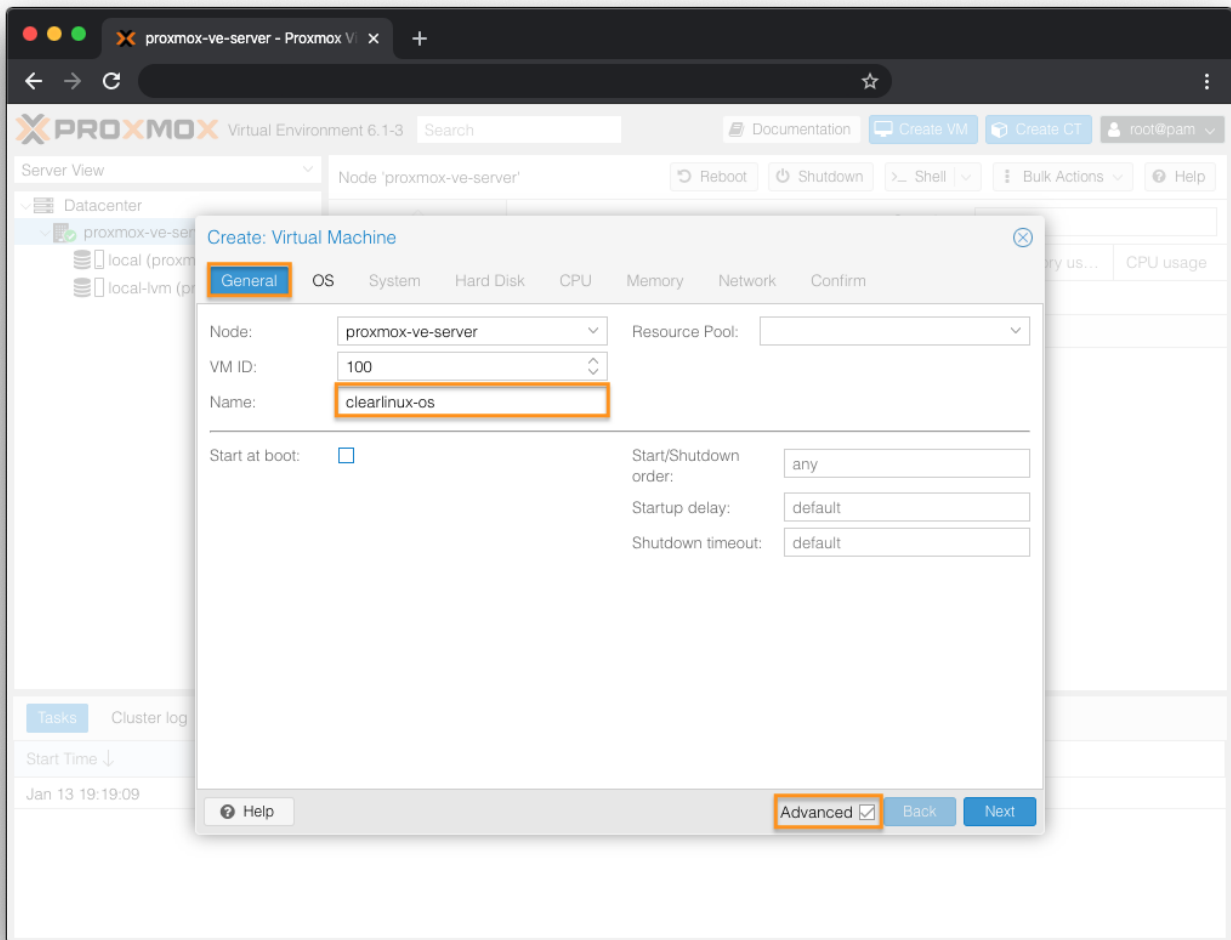 proxmox-ve-server - Proxmox Vi
PROXMOX Virtual Environment 6.1-3 Search Documentation Create VM Create CT root@pam
Server View
Node 'proxmox-ve-server' Reboot Shutdown >_ Shell Bulk Actions Help
Datacenter
proxmox-ve-ser
local (proxm
local-lvm (pr
ry us... CPU usage
Create: Virtual Machine
General OS System Hard Disk CPU Memory Network Confirm
Node: proxmox-ve-server Resource Pool:
VM ID: 100
Name: clearlinux-os
Start at boot: Start/Shutdown order: any
Startup delay: default
Shutdown timeout: default
Help Advanced Back Next
Tasks Cluster log
Start Time
Jan 13 19:19:09